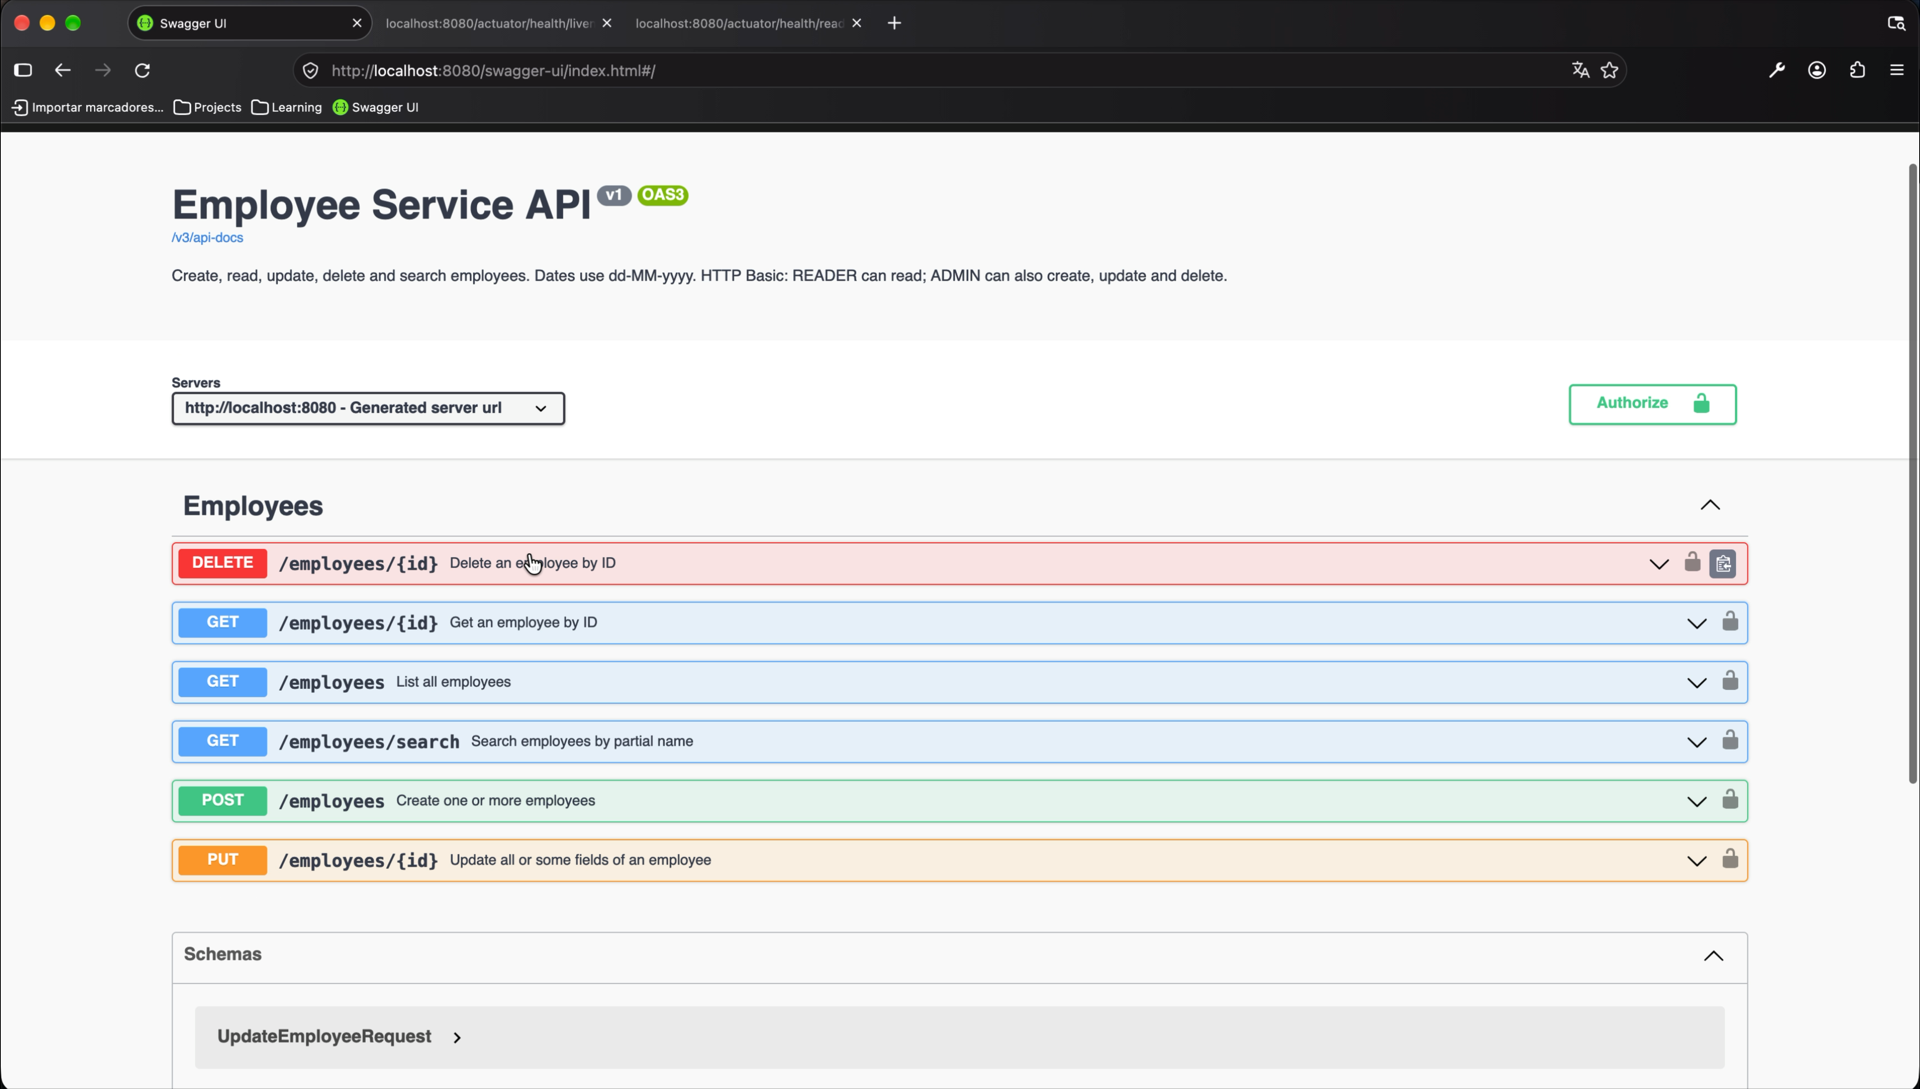 Swagger UI
localhost:8080/actuator/health/liver
localhost:8080/actuator/health/read
http://localhost:8080/swagger-ui/index.html#/
Importar marcadores...
Projects
Learning
Swagger UI
Employee Service API v1 OAS3
/v3/api-docs
Create, read, update, delete and search employees. Dates use dd-MM-yyyy. HTTP Basic: READER can read; ADMIN can also create, update and delete.
Servers
http://localhost:8080 - Generated server url
Authorize
Employees
DELETE /employees/{id} Delete an employee by ID
GET /employees/{id} Get an employee by ID
GET /employees List all employees
GET /employees/search Search employees by partial name
POST /employees Create one or more employees
PUT /employees/{id} Update all or some fields of an employee
Schemas
UpdateEmployeeRequest